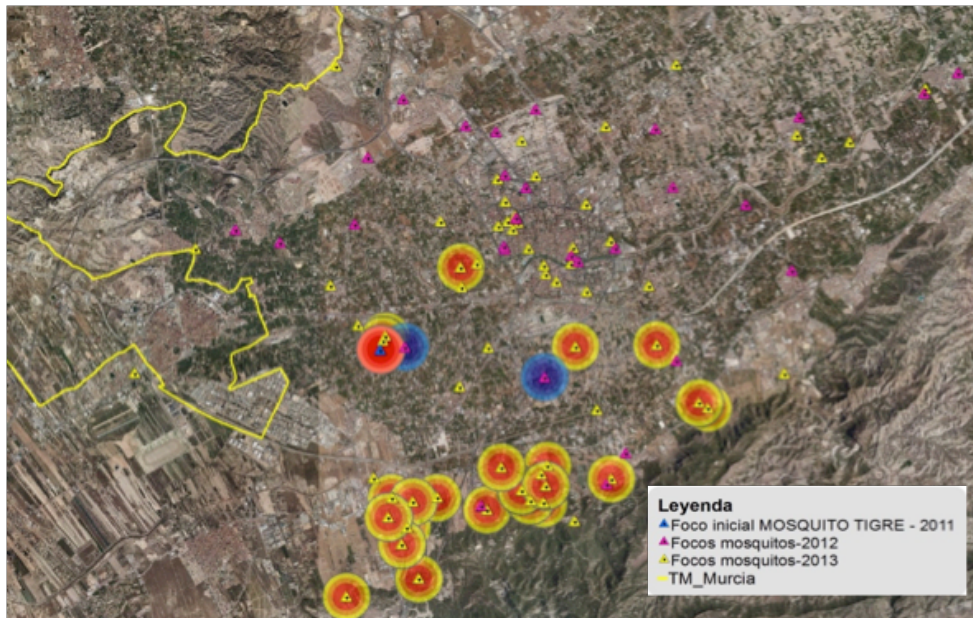 Leyenda
Foco inicial MOSQUITO TIGRE - 2011
Focos mosquitos-2012
Focos mosquitos-2013
TM_Murcia